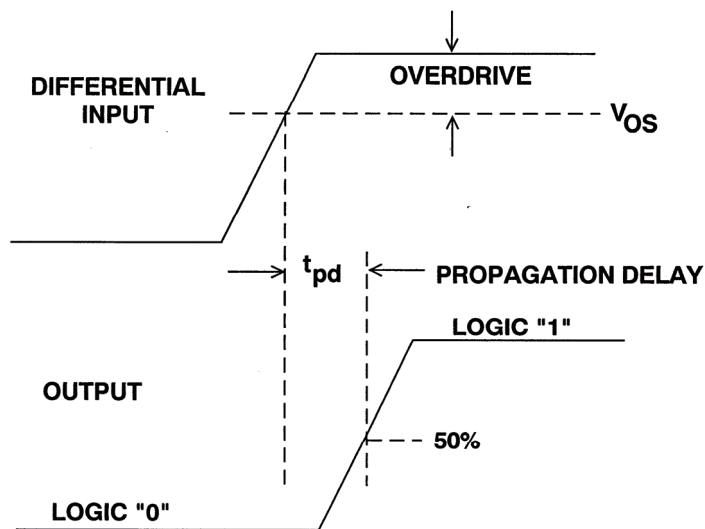 DIFFERENTIAL
INPUT
OVERDRIVE
VOS
tpd
PROPAGATION DELAY
LOGIC "1"
OUTPUT
50%
LOGIC "0"